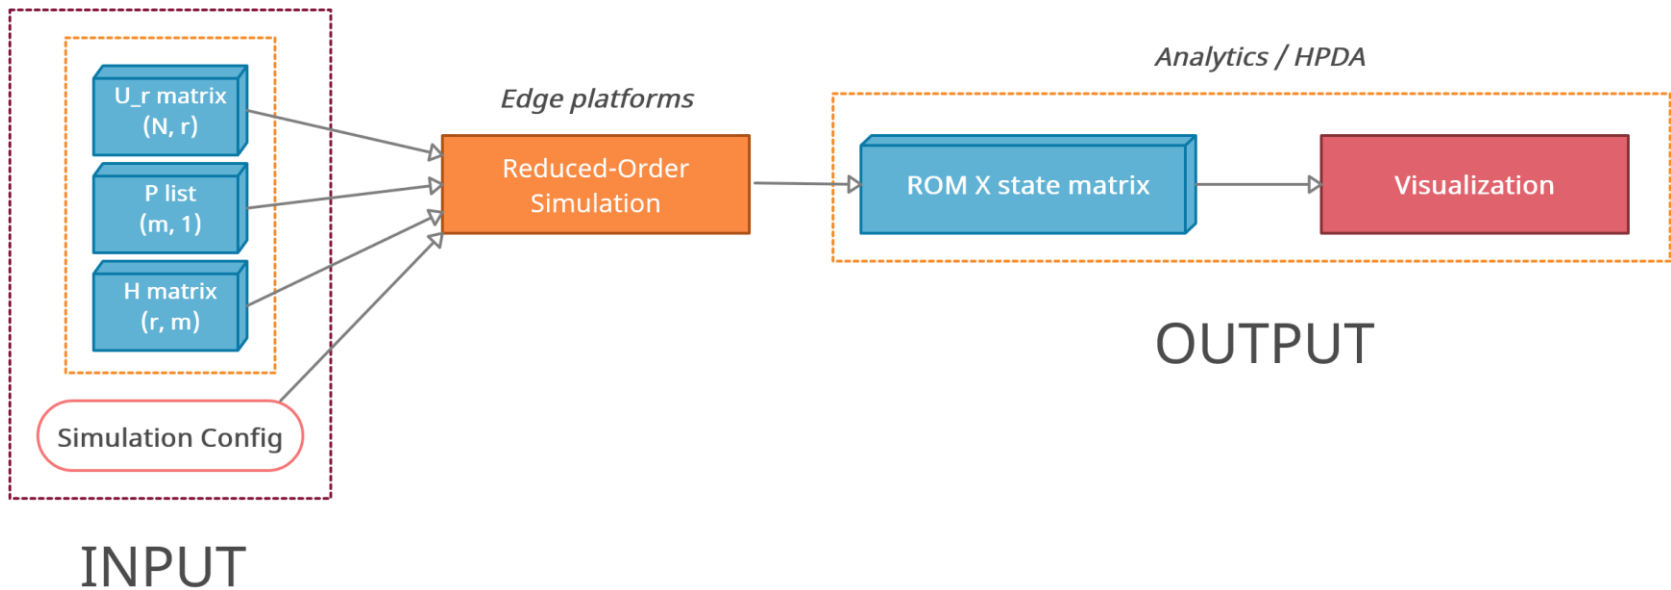 U_r matrix
(N, r)
P list
(m, 1)
H matrix
(r, m)
Simulation Config
INPUT
Edge platforms
Reduced-Order
Simulation
Analytics / HPDA
ROM X state matrix
Visualization
OUTPUT